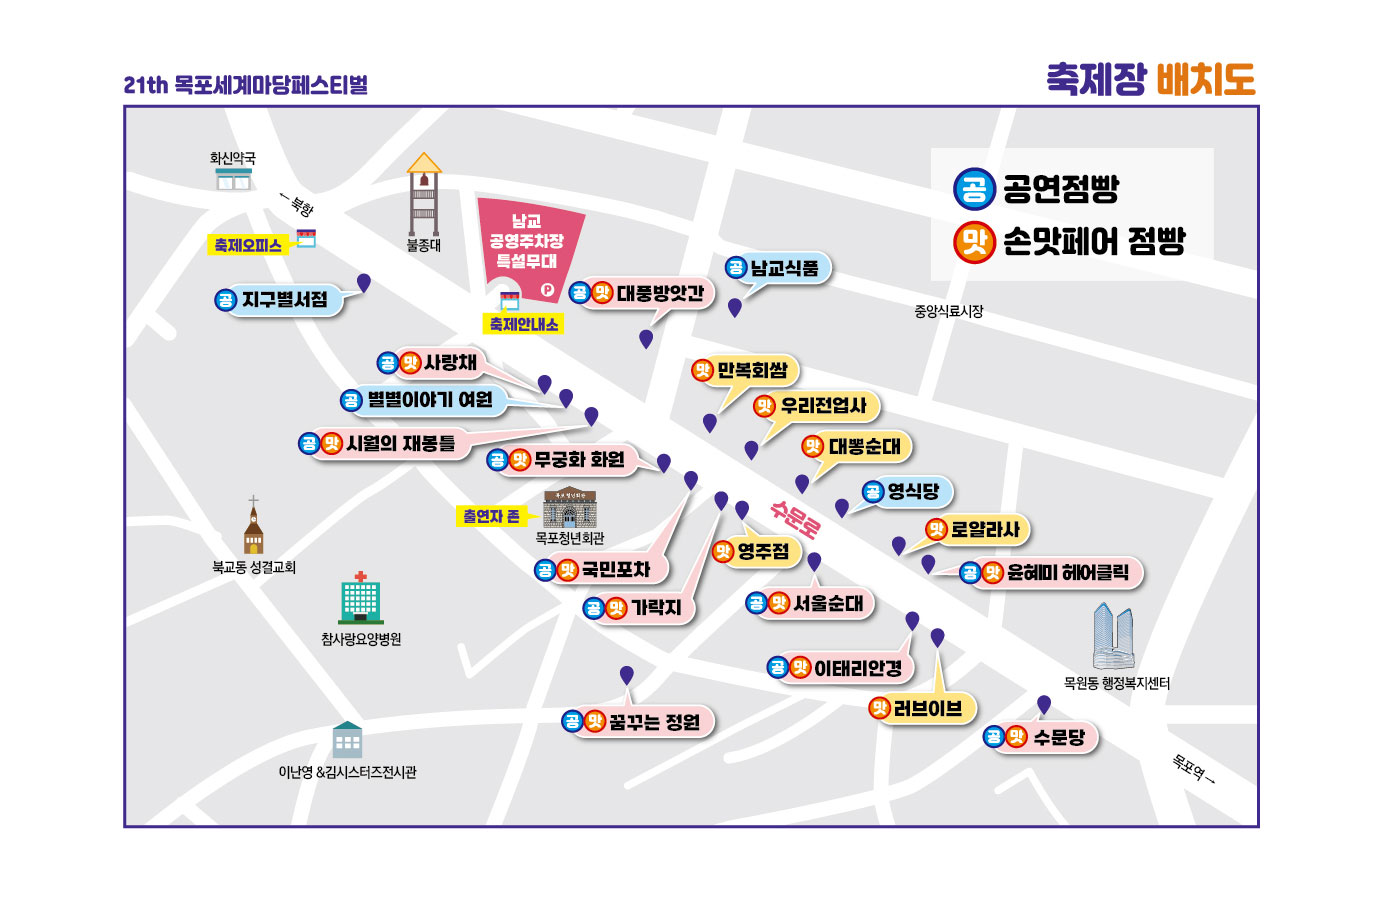 21th 목포세계마당페스티벌
축제장 배치도
화신약국
← 북항
불종대
남교
공영주차장
특설무대
P
공 공연점빵
맛 손맛페어 점빵
축제오피스
공 지구별서점
축제안내소
공 맛 대풍방앗간
공 남교식품
중앙식료시장
공 맛 사랑채
맛 만복회쌈
공 별별이야기 여원
맛 우리전업사
공 맛 시월의 재봉틀
맛 대뽕순대
공 맛 무궁화 화원
공 영식당
목포청년회관
출연자 존
목포청년회관
수문로
맛 로얄라사
맛 영주점
북교동 성결교회
공 맛 국민포차
공 맛 윤혜미 헤어클릭
공 맛 가락지
공 맛 서울순대
참사랑요양병원
공 맛 이태리안경
목원동 행정복지센터
맛 러브이브
공 맛 꿈꾸는 정원
공 맛 수문당
이난영 &김시스터즈전시관
목포역 →